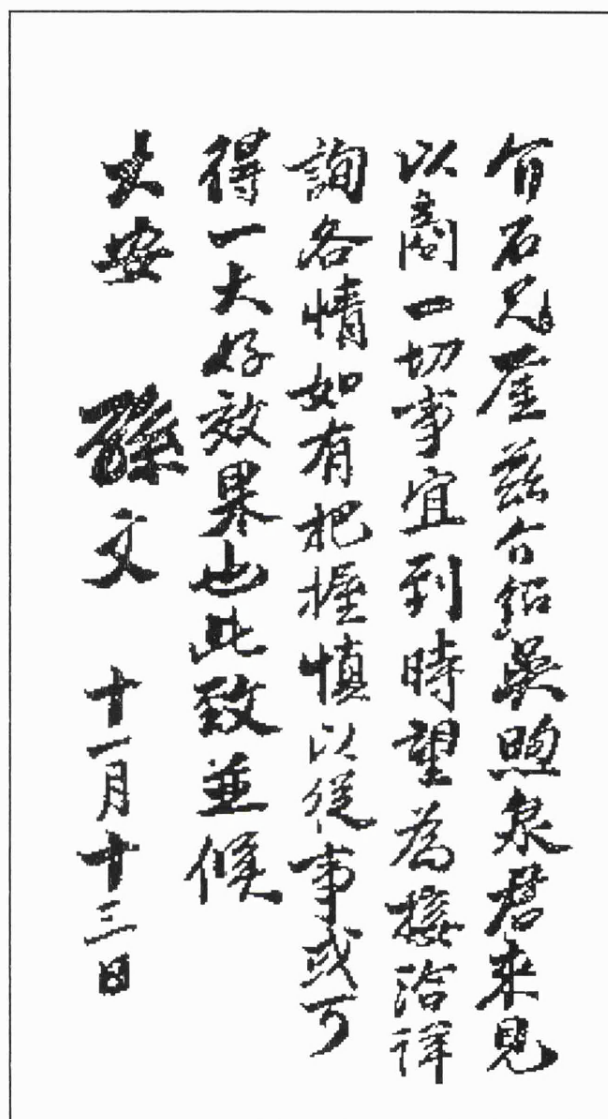 介石兄鑒茲介紹吳煦泉君來見
以商一切事宜到時望為接洽詳
詢各情如有把握慎以從事或可
得一大好效果也此致並候
大安 孫文 十一月十三日